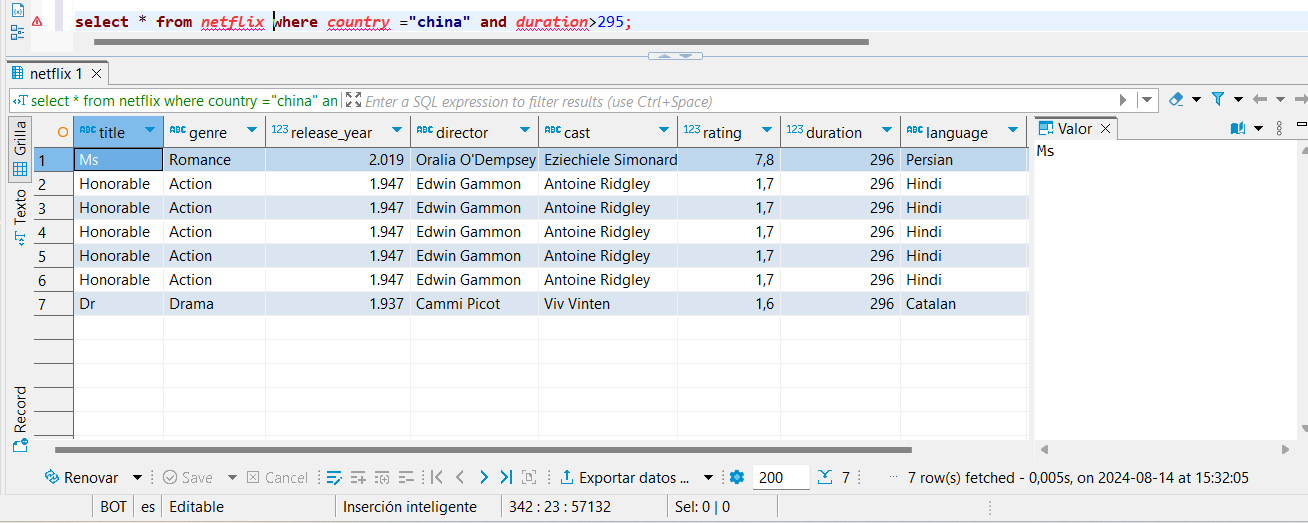 select * from netflix where country ="china" and duration>295;
netflix 1
select * from netflix where country ="china" an Enter a SQL expression to filter results (use Ctrl+Space)
Grilla
Texto
Record
ABC title ABC genre 123 release_year ABC director ABC cast 123 rating 123 duration ABC language
1 Ms Romance 2.019 Oralia O'Dempsey Eziechiele Simonard 7,8 296 Persian
2 Honorable Action 1.947 Edwin Gammon Antoine Ridgley 1,7 296 Hindi
3 Honorable Action 1.947 Edwin Gammon Antoine Ridgley 1,7 296 Hindi
4 Honorable Action 1.947 Edwin Gammon Antoine Ridgley 1,7 296 Hindi
5 Honorable Action 1.947 Edwin Gammon Antoine Ridgley 1,7 296 Hindi
6 Honorable Action 1.947 Edwin Gammon Antoine Ridgley 1,7 296 Hindi
7 Dr Drama 1.937 Cammi Picot Viv Vinten 1,6 296 Catalan
Valor
Ms
Renovar Save Cancel Exportar datos ... 200 7 ... 7 row(s) fetched - 0,005s, on 2024-08-14 at 15:32:05
BOT es Editable Inserción inteligente 342 : 23 : 57132 Sel: 0 | 0